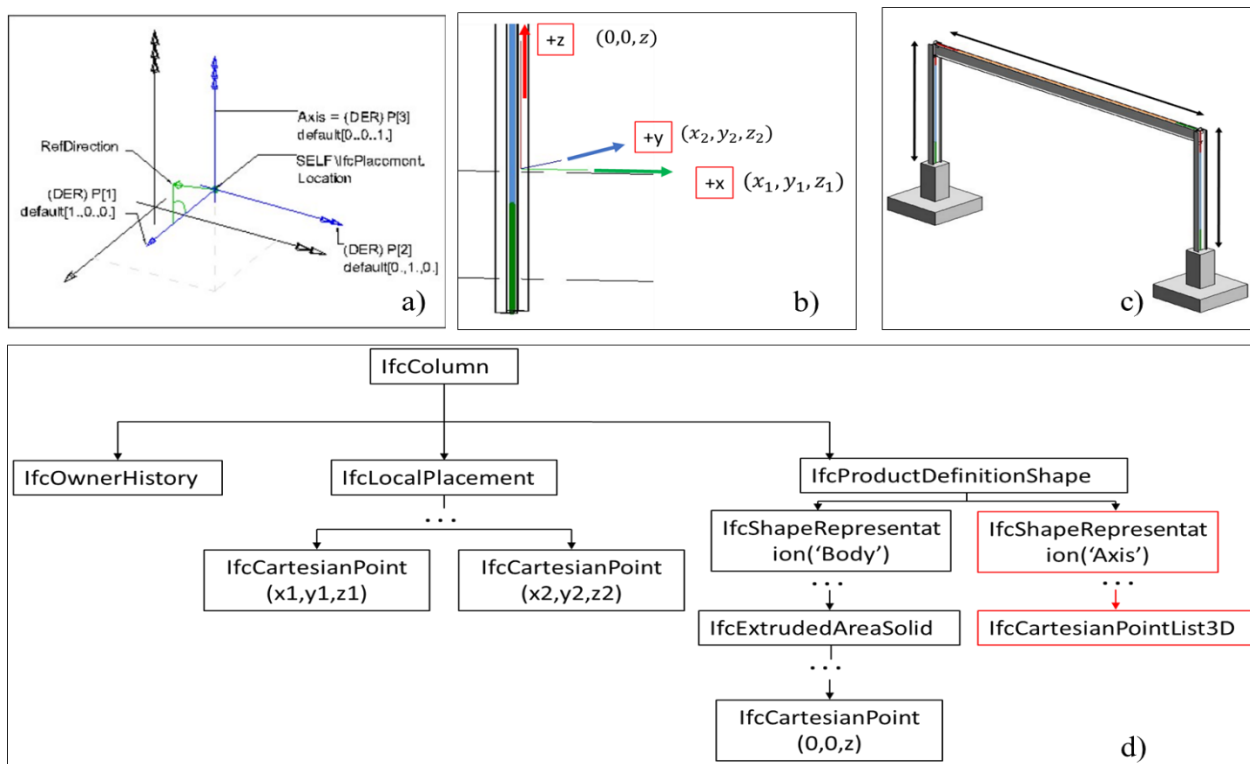 RefDirection
(DER) P[1]
default[1.,0.,0.]
Axis = (DER) P[3]
default[0..0..1.]
SELF\IfcPlacement.
Location
(DER) P[2]
default[0.,1.,0.]
a)
+z (0,0,z)
+y (x₂,y₂,z₂)
+x (x₁,y₁,z₁)
b)
c)
IfcColumn
IfcOwnerHistory
IfcLocalPlacement
IfcProductDefinitionShape
. . .
IfcCartesianPoint
(x1,y1,z1)
IfcCartesianPoint
(x2,y2,z2)
IfcShapeRepresentat
ion('Body')
IfcShapeRepresentat
ion('Axis')
. . .
. . .
IfcExtrudedAreaSolid
IfcCartesianPointList3D
. . .
IfcCartesianPoint
(0,0,z)
d)